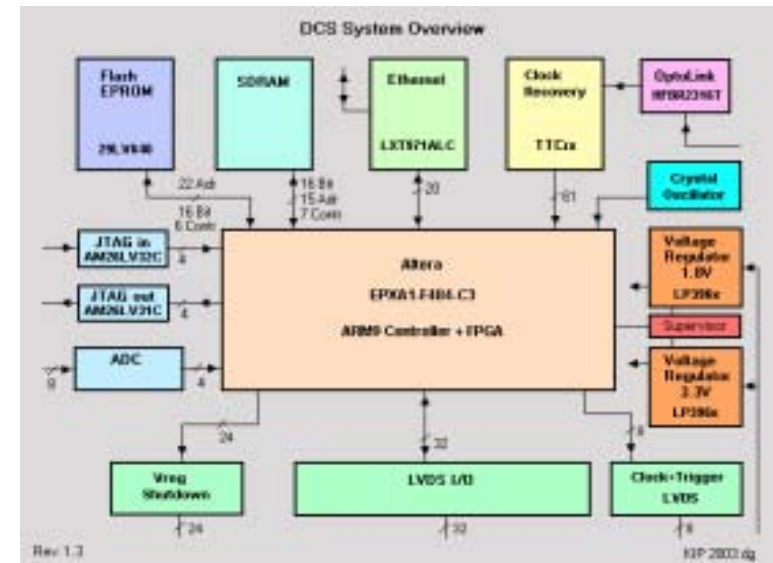 DCS System Overview
Flash
EPROM
29LV640
SDRAM
Ethernet
LXT971ALC
Clock
Recovery
TTCrx
OptoLink
HFBR2316T
Crystal
Oscillator
22 Adr
16 Bit
6 Contr
16 Bit
15 Adr
7 Contr
20
61
JTAG in
AM26LV32C
4
JTAG out
AM26LV31C
4
ADC
8
4
Altera
EPXA1-F484-C3
ARM9 Controller + FPGA
Voltage
Regulator
1.8V
LP396x
Supervisor
Voltage
Regulator
3.3V
LP396x
24
32
8
Vreg
Shutdown
LVDS I/O
Clock+Trigger
LVDS
24
32
8
Rev 1.3
KIP 2003 dg